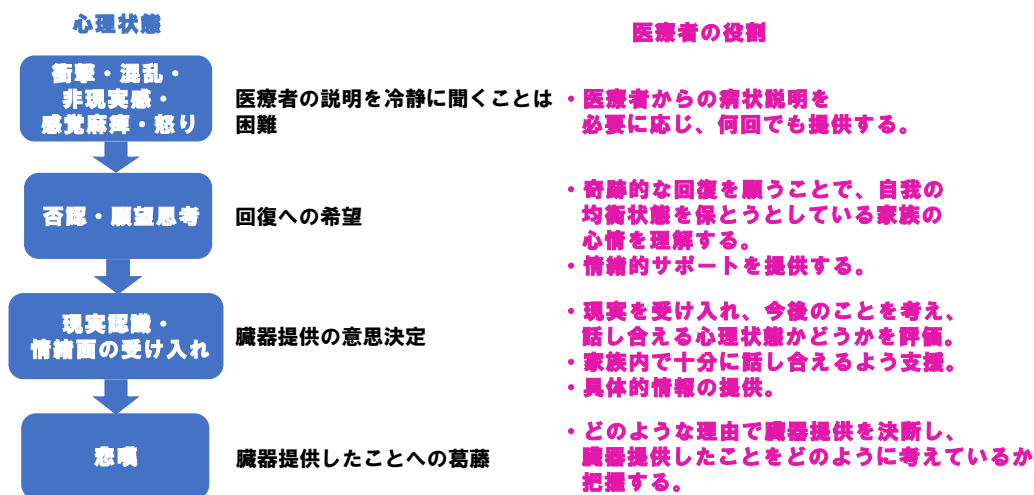 心理状態
医療者の役割
衝撃・混乱・
非現実感・
感覚麻痺・怒り
医療者の説明を冷静に聞くことは
困難
・医療者からの病状説明を
必要に応じ、何回でも提供する。
否認・願望思考
回復への希望
・奇跡的な回復を願うことで、自我の
均衡状態を保とうとしている家族の
心情を理解する。
・情緒的サポートを提供する。
現実認識・
情緒面の受け入れ
臓器提供の意思決定
・現実を受け入れ、今後のことを考え、
話し合える心理状態かどうかを評価。
・家族内で十分に話し合えるよう支援。
・具体的情報の提供。
悲嘆
臓器提供したことへの葛藤
・どのような理由で臓器提供を決断し、
臓器提供したことをどのように考えているか
把握する。